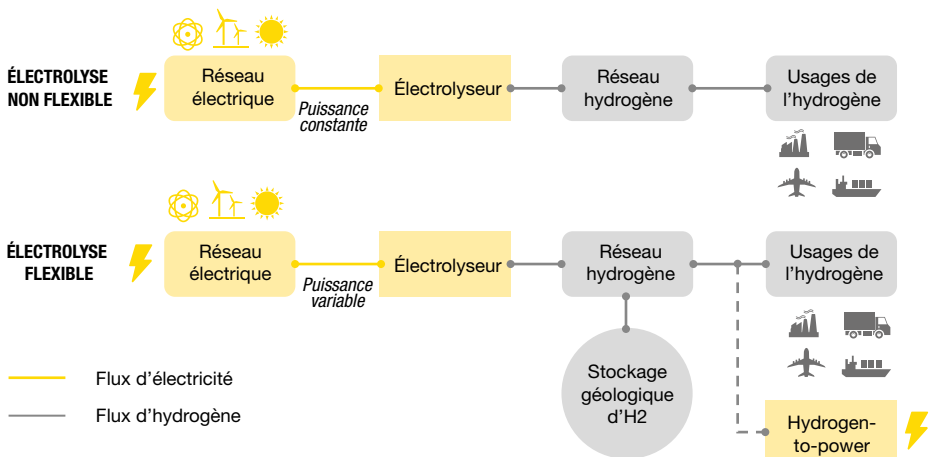 ÉLECTROLYSE
NON FLEXIBLE
Réseau
électrique
Puissance
constante
Électrolyseur
Réseau
hydrogène
Usages de
l’hydrogène
ÉLECTROLYSE
FLEXIBLE
Réseau
électrique
Puissance
variable
Électrolyseur
Réseau
hydrogène
Usages de
l’hydrogène
Stockage
géologique
d’H2
Hydrogen-
to-power
Flux d’électricité
Flux d’hydrogène